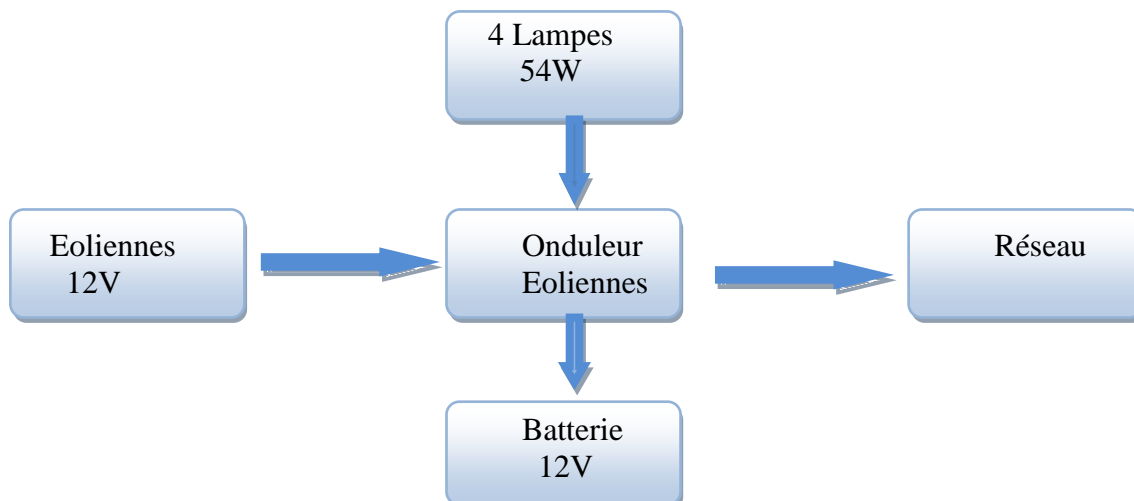 4 Lampes
54W
Eoliennes
12V
Onduleur
Eoliennes
Réseau
Batterie
12V